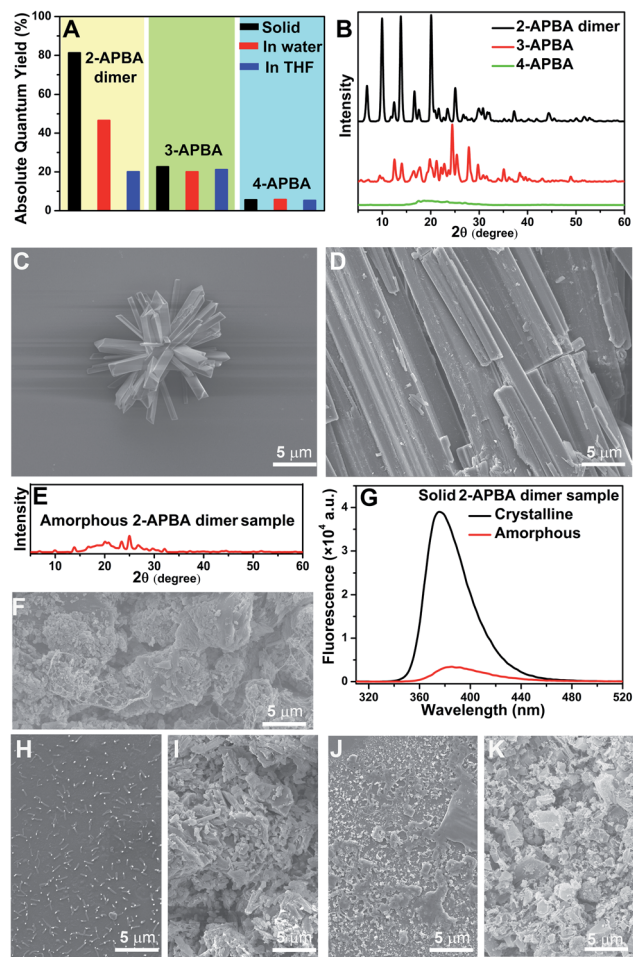 A
Absolute Quantum Yield (%)
100
80
60
40
20
0
2-APBA
dimer
3-APBA
4-APBA
Solid
In water
In THF
B
Intensity
2-APBA dimer
3-APBA
4-APBA
10 20 30 40 50 60
2θ (degree)
C
5 μm
D
5 μm
E
Intensity
Amorphous 2-APBA dimer sample
10 20 30 40 50 60
2θ (degree)
F
5 μm
G
Fluorescence (×10⁴ a.u.)
4
2
0
Solid 2-APBA dimer sample
Crystalline
Amorphous
320 360 400 440 480 520
Wavelength (nm)
H
5 μm
I
5 μm
J
5 μm
K
5 μm